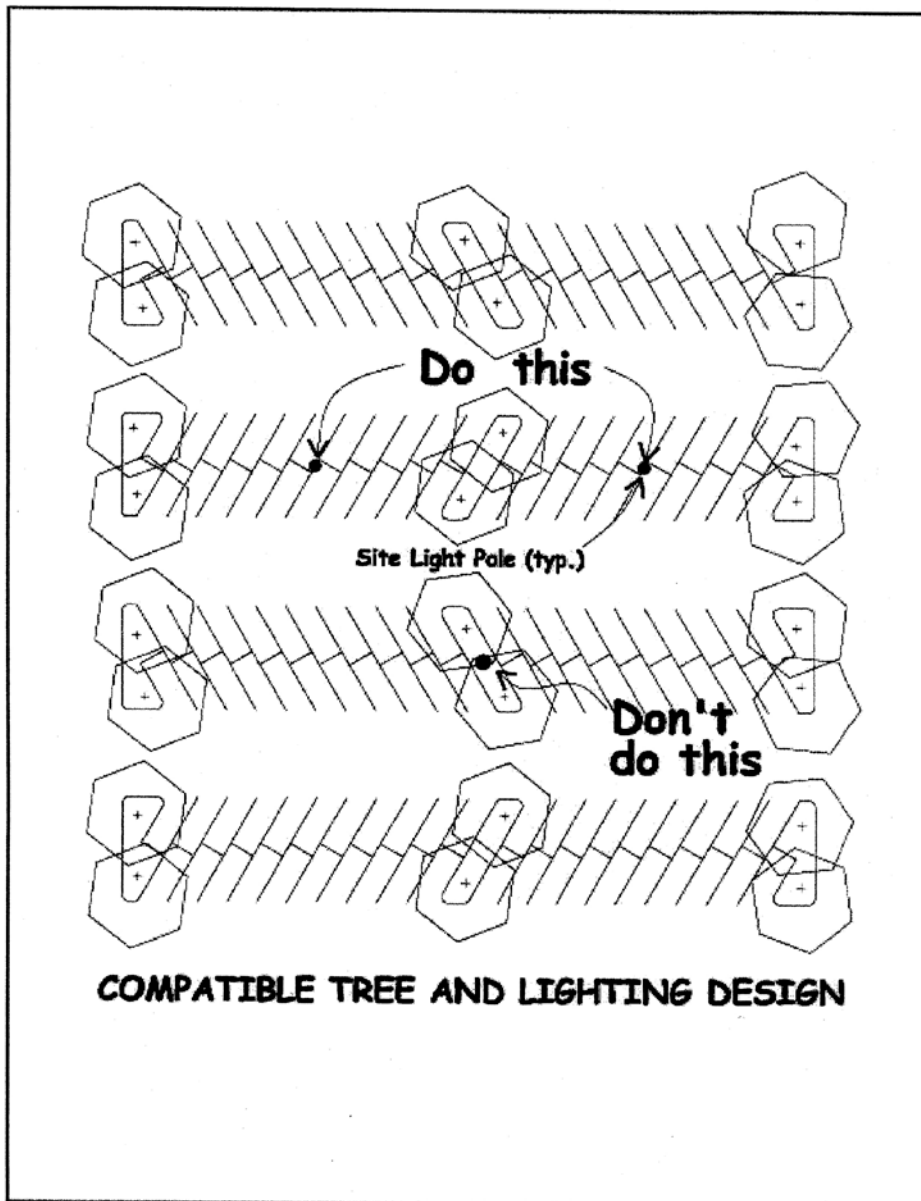 Do this
Site Light Pole (typ.)
Don't
do this
COMPATIBLE TREE AND LIGHTING DESIGN